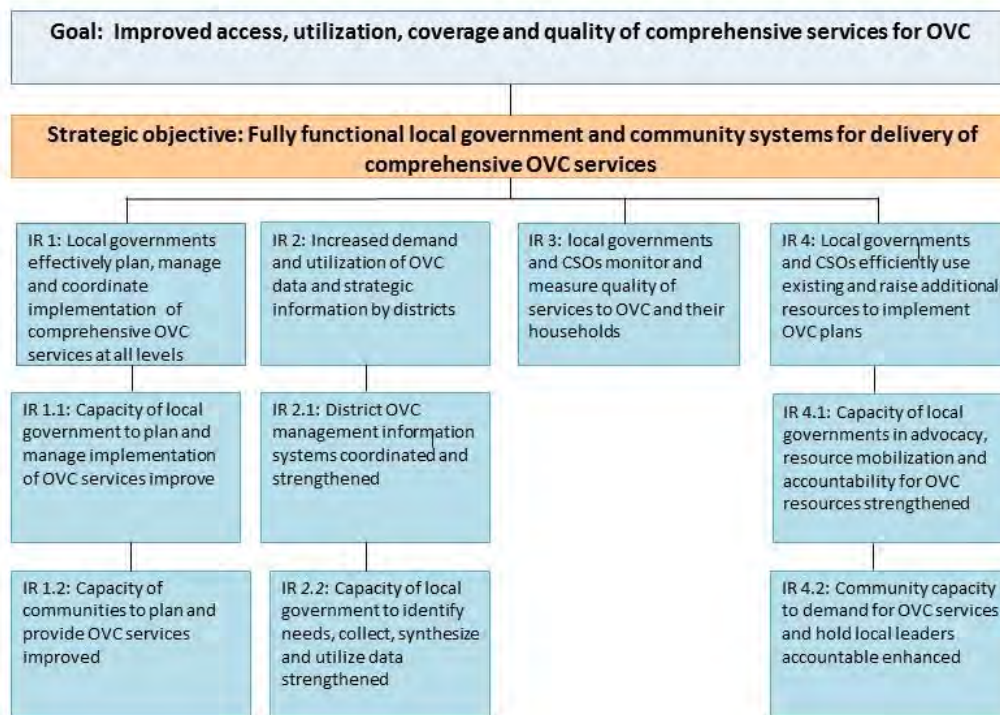 Goal: Improved access, utilization, coverage and quality of comprehensive services for OVC
Strategic objective: Fully functional local government and community systems for delivery of
comprehensive OVC services
IR 1: Local governments
effectively plan, manage
and coordinate
implementation of
comprehensive OVC
services at all levels
IR 2: Increased demand
and utilization of OVC
data and strategic
information by districts
IR 3: local governments
and CSOs monitor and
measure quality of
services to OVC and their
households
IR 4: Local governments
and CSOs efficiently use
existing and raise additional
resources to implement
OVC plans
IR 1.1: Capacity of local
government to plan and
manage implementation
of OVC services improve
IR 2.1: District OVC
management information
systems coordinated and
strengthened
IR 4.1: Capacity of local
governments in advocacy,
resource mobilization and
accountability for OVC
resources strengthened
IR 1.2: Capacity of
communities to plan and
provide OVC services
improved
IR 2.2: Capacity of local
government to identify
needs, collect, synthesize
and utilize data
strengthened
IR 4.2: Community capacity
to demand for OVC services
and hold local leaders
accountable enhanced